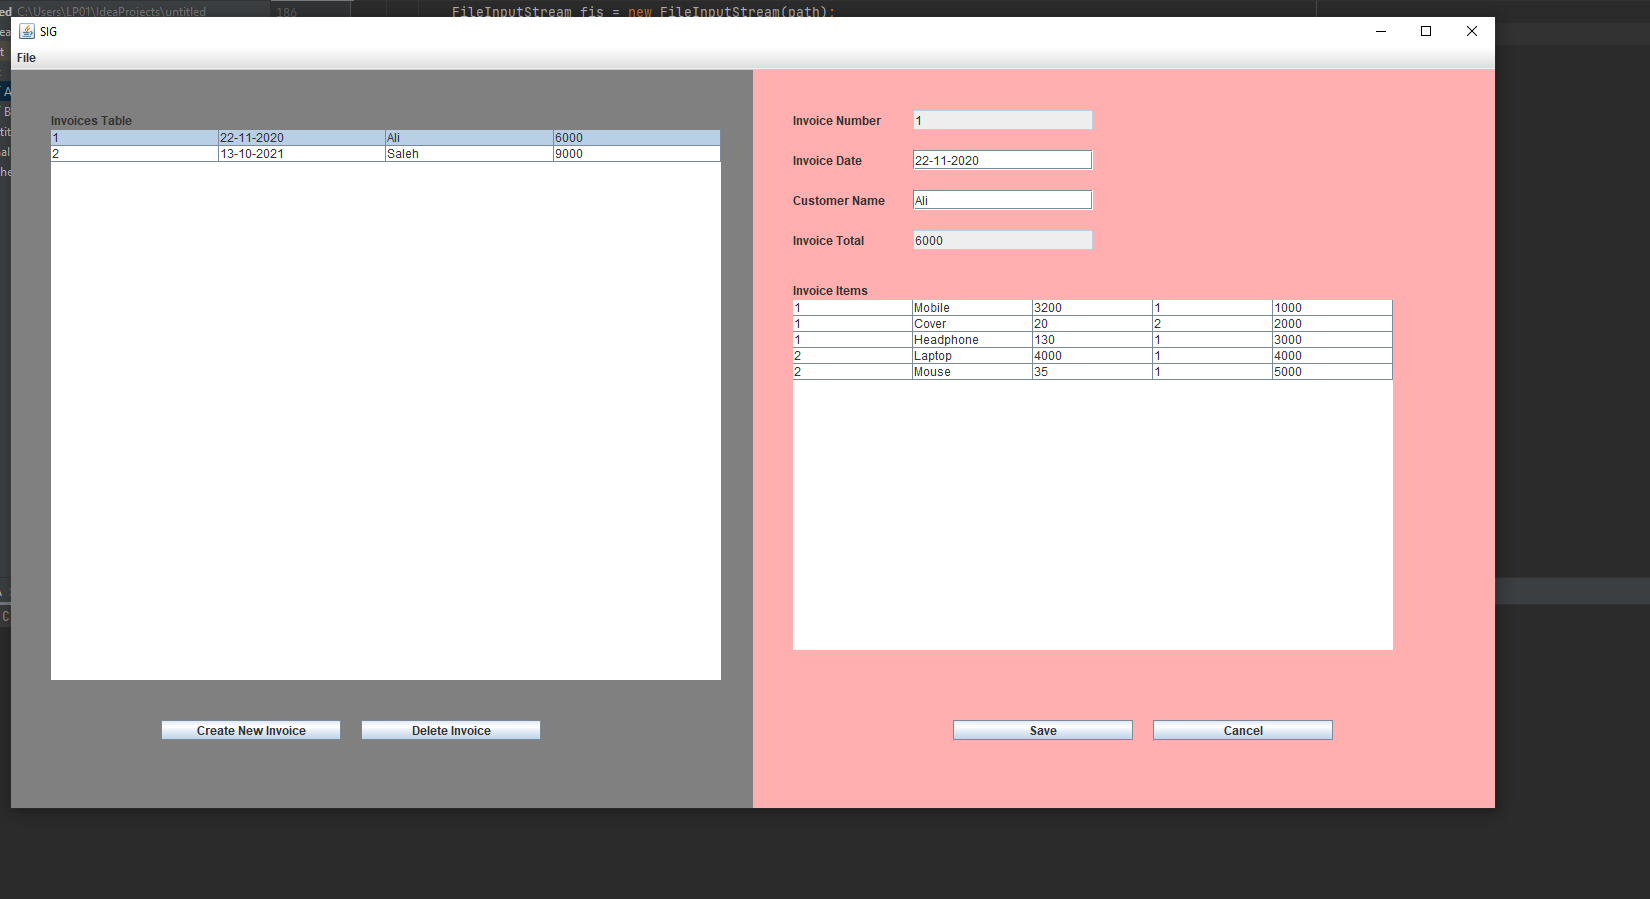 ed C:\Users\LP01\IdeaProjects\untitled
186
FileInputStream fis = new FileInputStream(path);
SIG
File
Invoices Table
1 22-11-2020 Ali 6000
2 13-10-2021 Saleh 9000
Create New Invoice Delete Invoice
Invoice Number 1
Invoice Date 22-11-2020
Customer Name Ali
Invoice Total 6000
Invoice Items
1 Mobile 3200 1 1000
1 Cover 20 2 2000
1 Headphone 130 1 3000
2 Laptop 4000 1 4000
2 Mouse 35 1 5000
Save Cancel